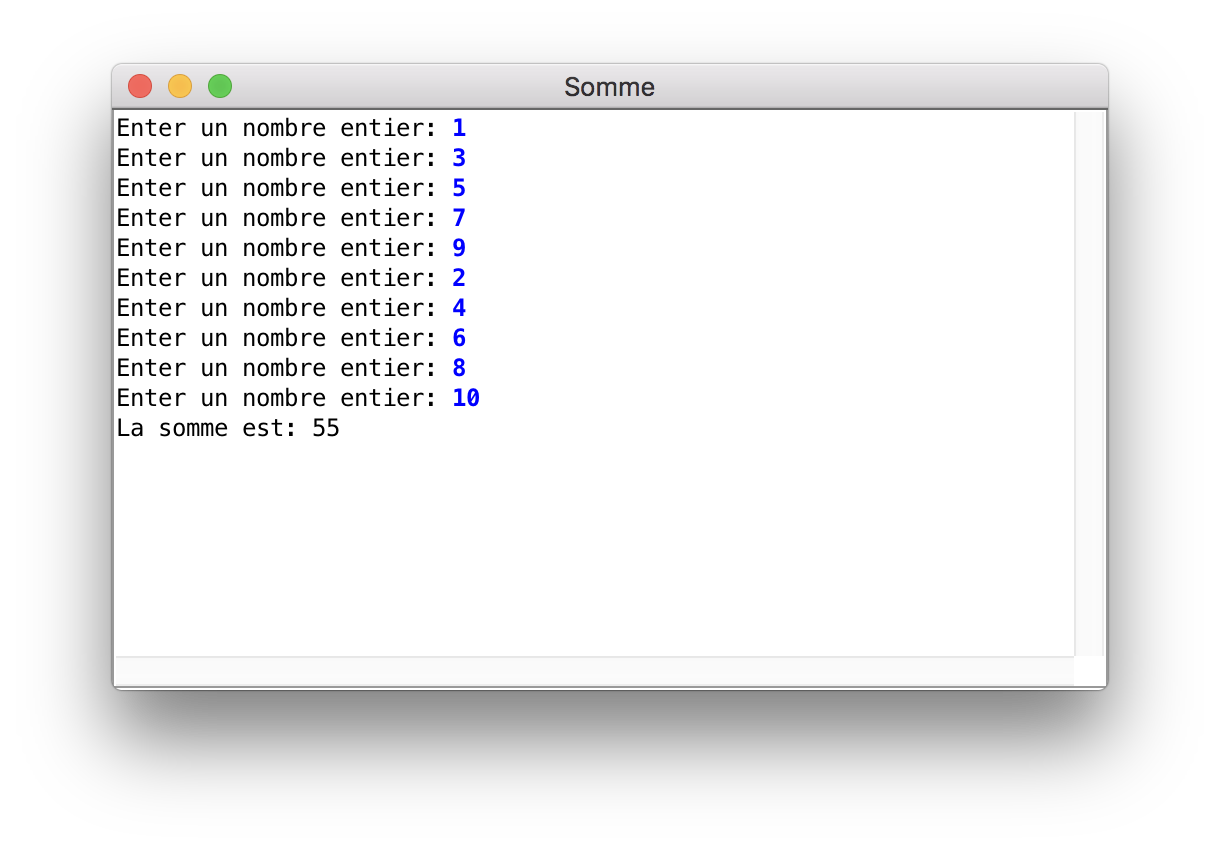 Somme
Enter un nombre entier: 1
Enter un nombre entier: 3
Enter un nombre entier: 5
Enter un nombre entier: 7
Enter un nombre entier: 9
Enter un nombre entier: 2
Enter un nombre entier: 4
Enter un nombre entier: 6
Enter un nombre entier: 8
Enter un nombre entier: 10
La somme est: 55